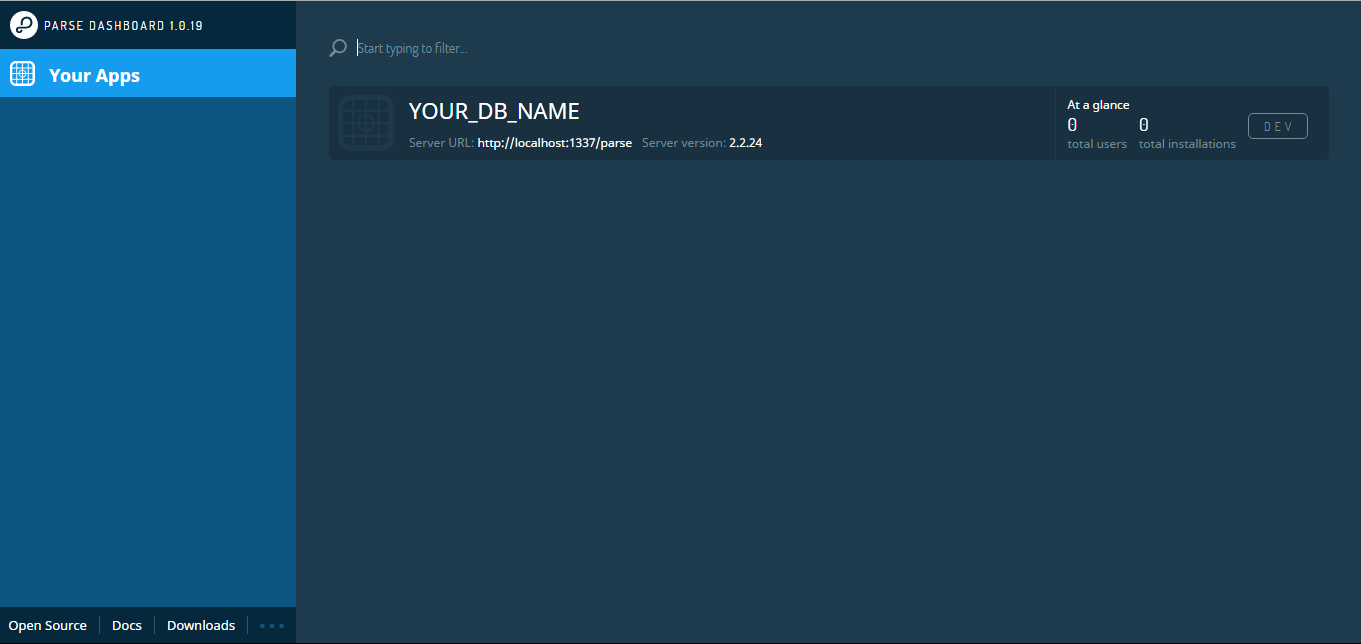 PARSE DASHBOARD 1.0.19
Your Apps
Start typing to filter...
YOUR_DB_NAME
Server URL: http://localhost:1337/parse Server version: 2.2.24
At a glance
0 0
total users total installations
DEV
Open Source Docs Downloads